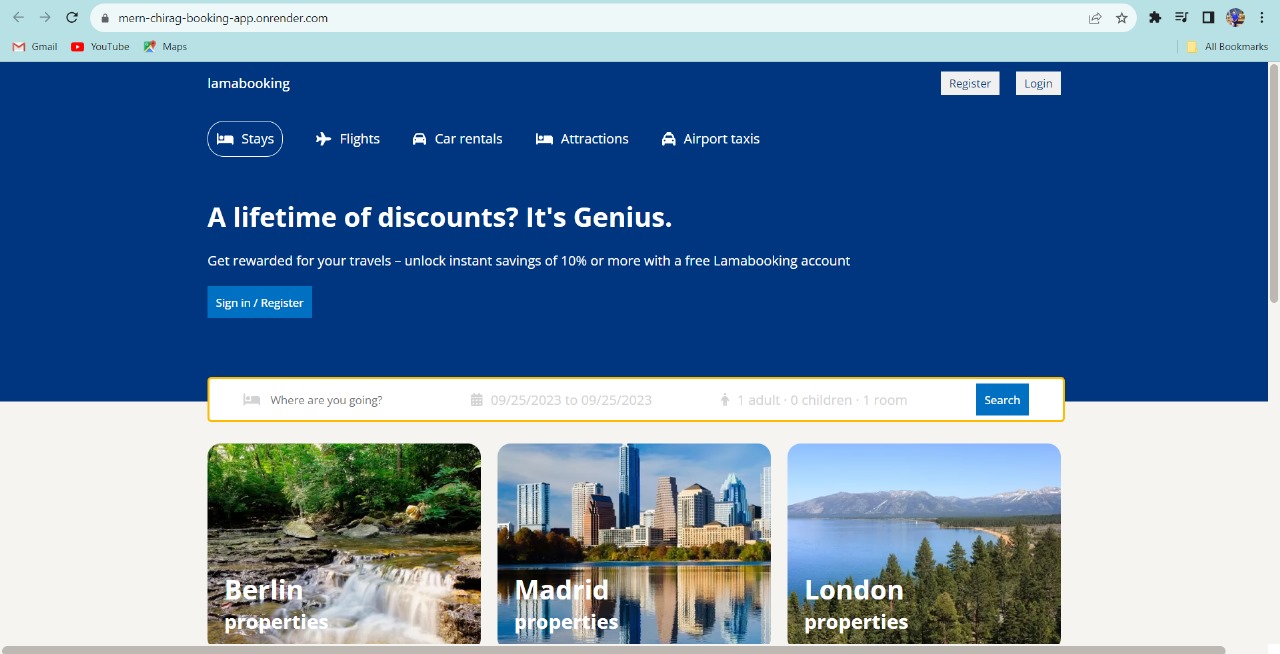 mern-chirag-booking-app.onrender.com
Gmail YouTube Maps All Bookmarks
lamabooking Register Login
Stays Flights Car rentals Attractions Airport taxis
A lifetime of discounts? It's Genius.
Get rewarded for your travels – unlock instant savings of 10% or more with a free Lamabooking account
Sign in / Register
Where are you going? 09/25/2023 to 09/25/2023 1 adult · 0 children · 1 room Search
Berlin Madrid London
properties properties properties